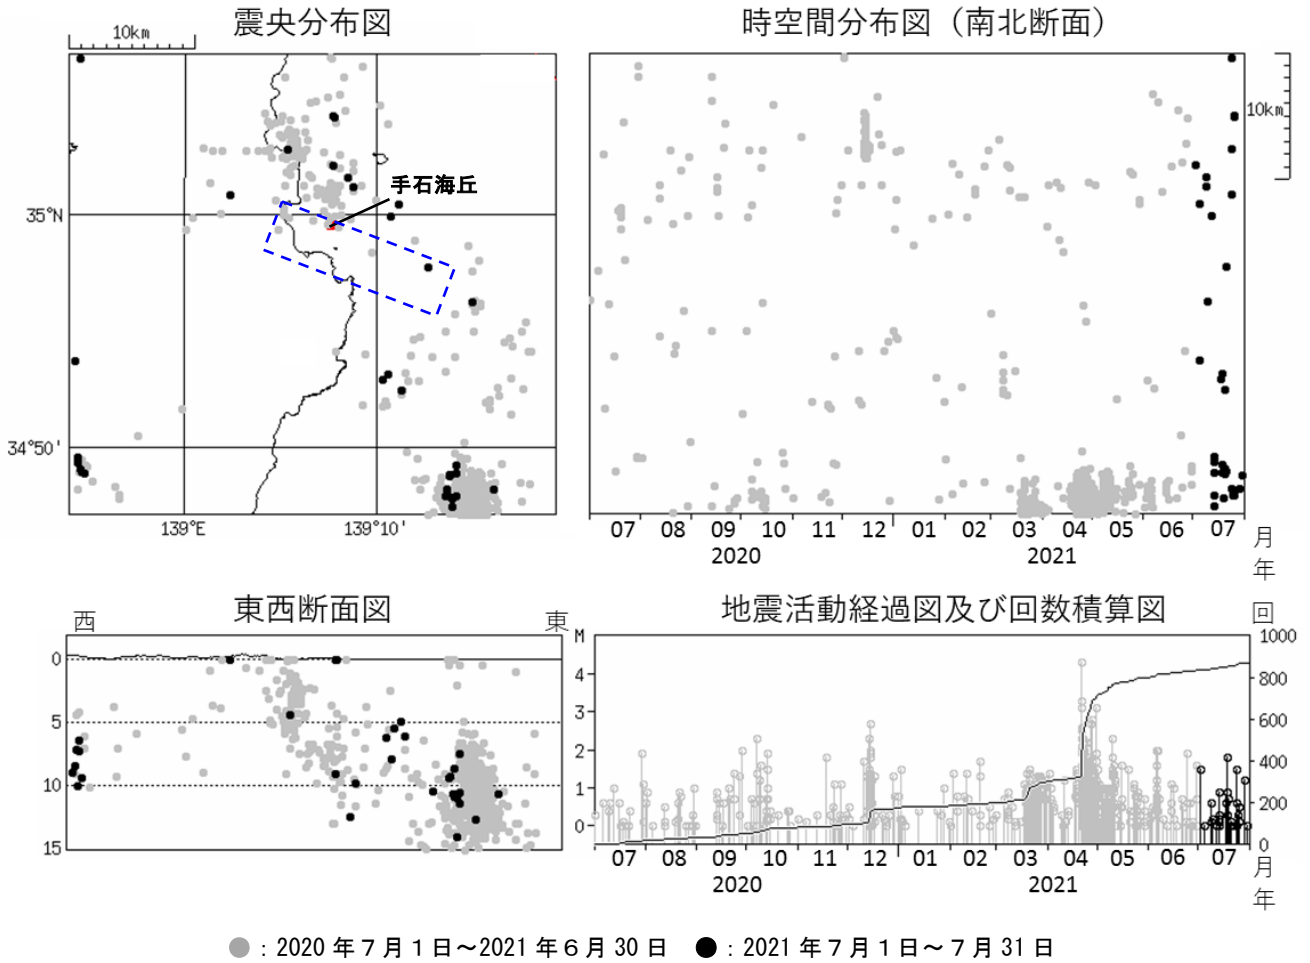 震央分布図
10km
手石海丘
35°N
34°50'
139°E
139°10'
時空間分布図（南北断面）
10km
07 08 09 10 11 12 01 02 03 04 05 06 07 月
2020 2021 年
東西断面図
西 東
0
5
10
15
地震活動経過図及び回数積算図
M 回
4
3
2
1
0
1000
800
600
400
200
0
07 08 09 10 11 12 01 02 03 04 05 06 07 月
2020 2021 年
●：2020年７月１日～2021年６月30日 ●：2021年７月１日～７月31日